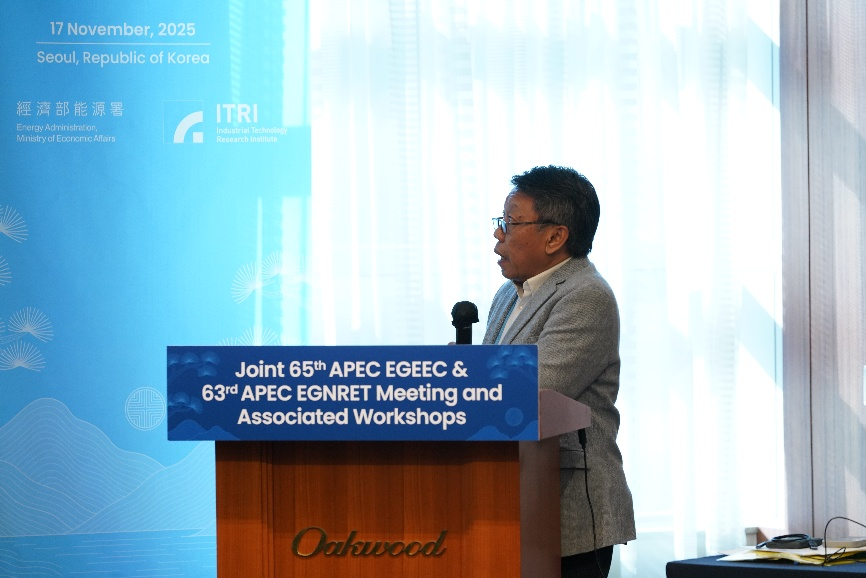 17 November, 2025
Seoul, Republic of Korea
經濟部能源署
Energy Administration,
Ministry of Economic Affairs
ITRI
Industrial Technology
Research Institute
Joint 65th APEC EGEEC &
63rd APEC EGNRET Meeting and
Associated Workshops
Oakwood